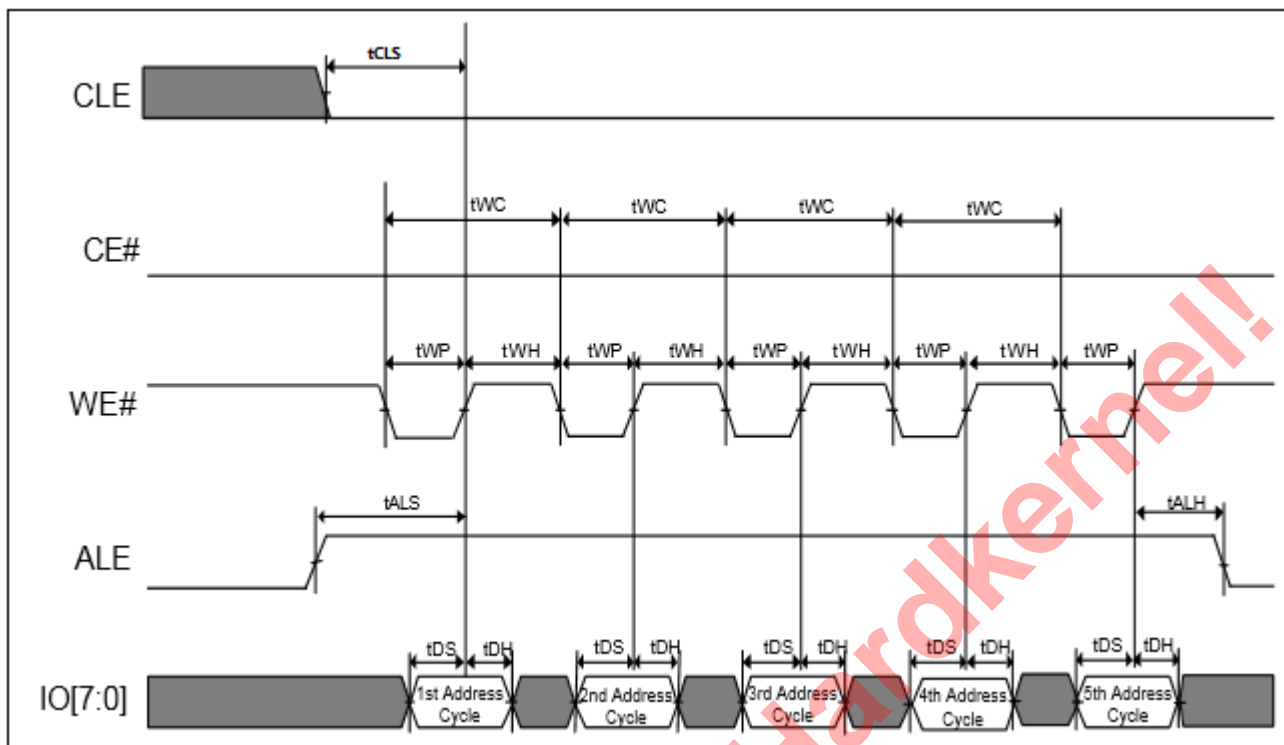 tCLS
CLE
tWC tWC tWC tWC
CE#
tWP tWH tWP tWH tWP tWH tWP tWH tWP
WE#
tALS tALH
ALE
tDS tDH tDS tDH tDS tDH tDS tDH tDS tDH
IO[7:0]
1st Address Cycle
2nd Address Cycle
3rd Address Cycle
4th Address Cycle
5th Address Cycle
Hardkernel!